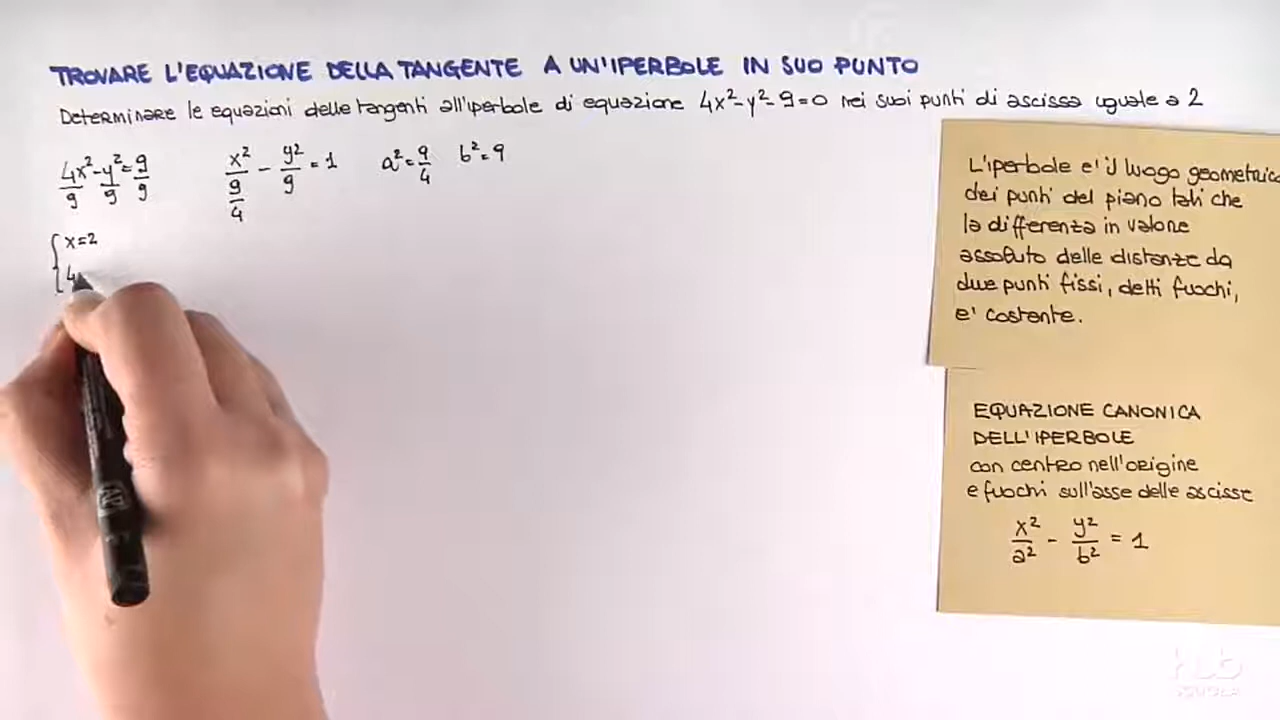 TROVARE L'EQUAZIONE DELLA TANGENTE A UN'IPERBOLE IN SUO PUNTO
Determinare le equazioni delle tangenti all'iperbole di equazione 4x²-y²-9=0 nei suoi punti di ascissa uguale a 2
4x²/9 - y²/9 = 9/9
x²/(9/4) - y²/9 = 1
a²=9/4 b²=9
{ x=2
4
L'iperbole e' il luogo geometrico
dei punti del piano tali che
la differenza in valore
assoluto delle distanze da
due punti fissi, detti fuochi,
e' costante.
EQUAZIONE CANONICA
DELL'IPERBOLE
con centro nell'origine
e fuochi sull'asse delle ascisse
x²/a² - y²/b² = 1
hub
SCUOLA